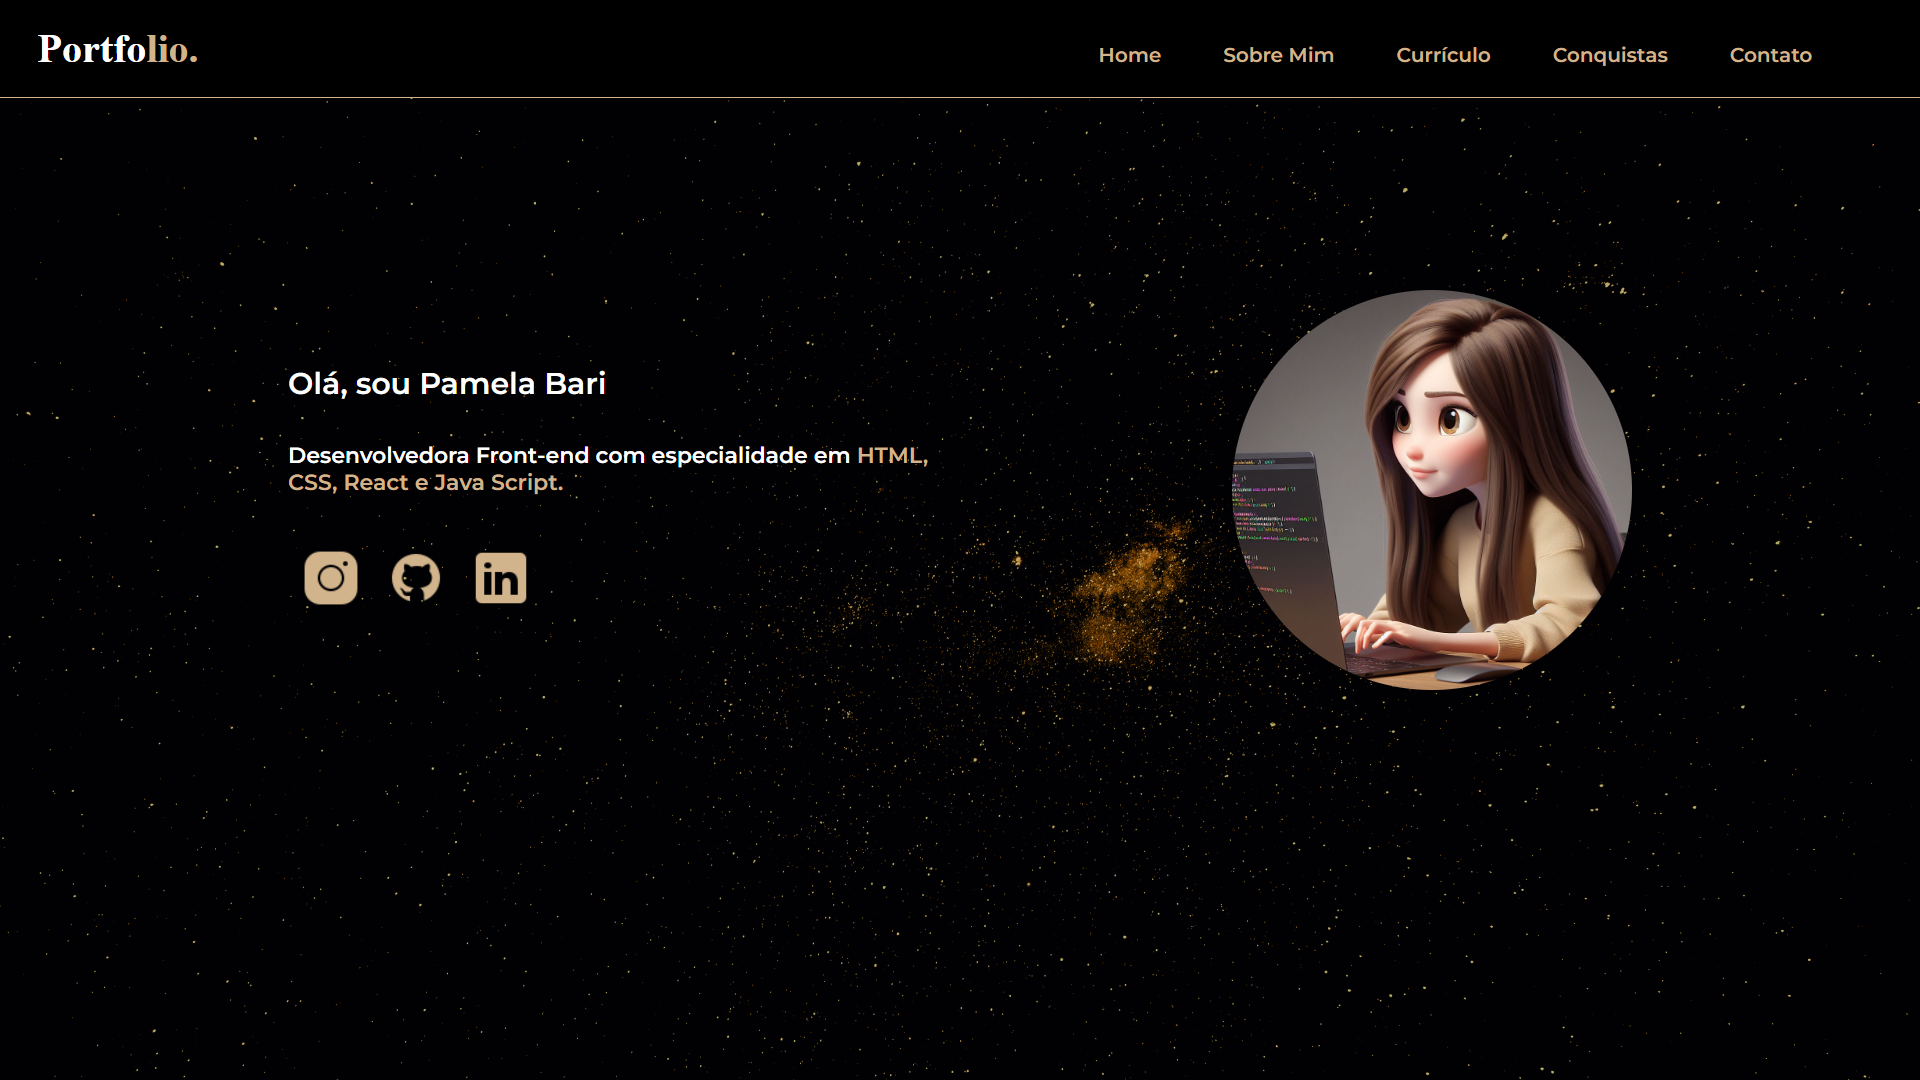 Portfolio.
Home
Sobre Mim
Currículo
Conquistas
Contato
Olá, sou Pamela Bari
Desenvolvedora Front-end com especialidade em HTML,
CSS, React e Java Script.
in